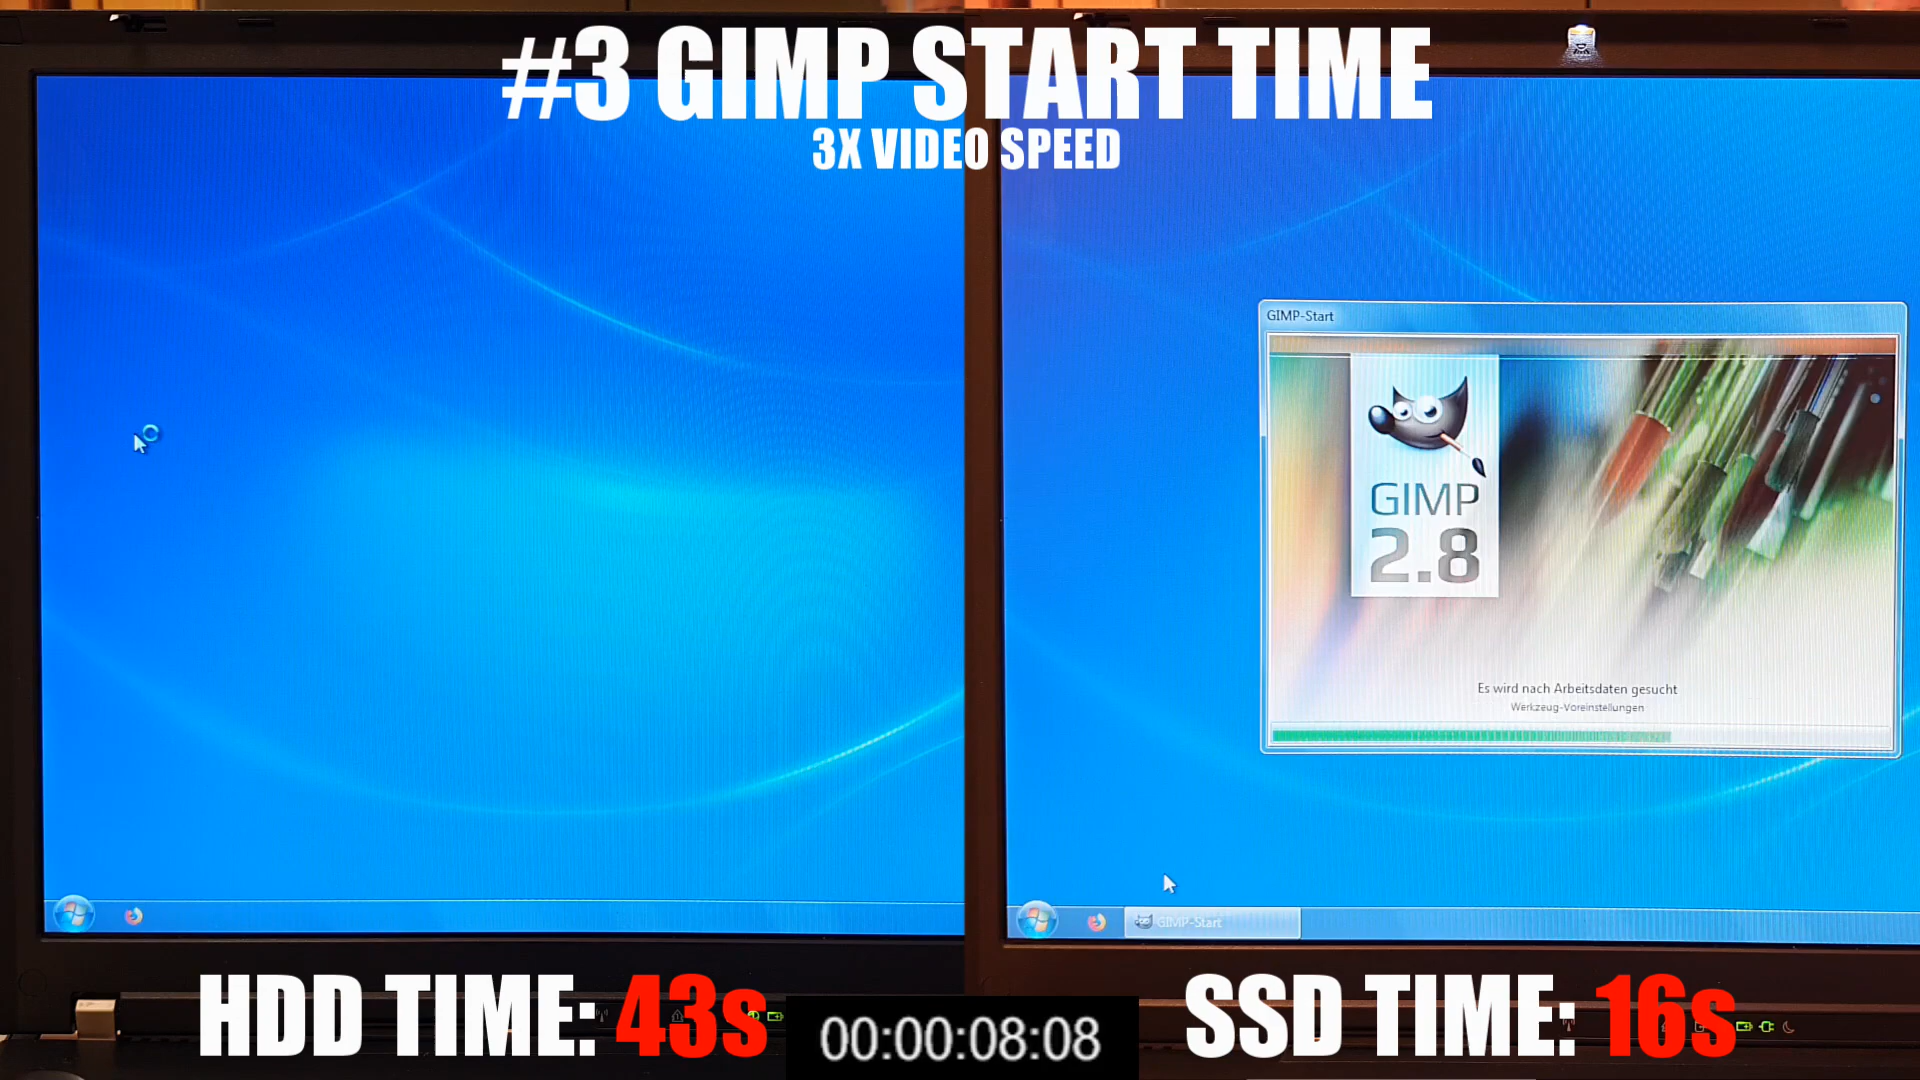 #3 GIMP START TIME
3X VIDEO SPEED
GIMP-Start
GIMP
2.8
Es wird nach Arbeitsdaten gesucht
Werkzeug-Voreinstellungen
GIMP-Start
HDD TIME: 43s
00:00:08:08
SSD TIME: 16s